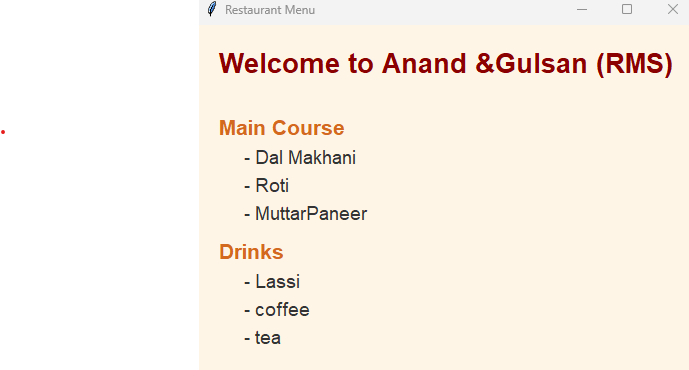 Restaurant Menu
Welcome to Anand &Gulsan (RMS)
Main Course
- Dal Makhani
- Roti
- MuttarPaneer
Drinks
- Lassi
- coffee
- tea